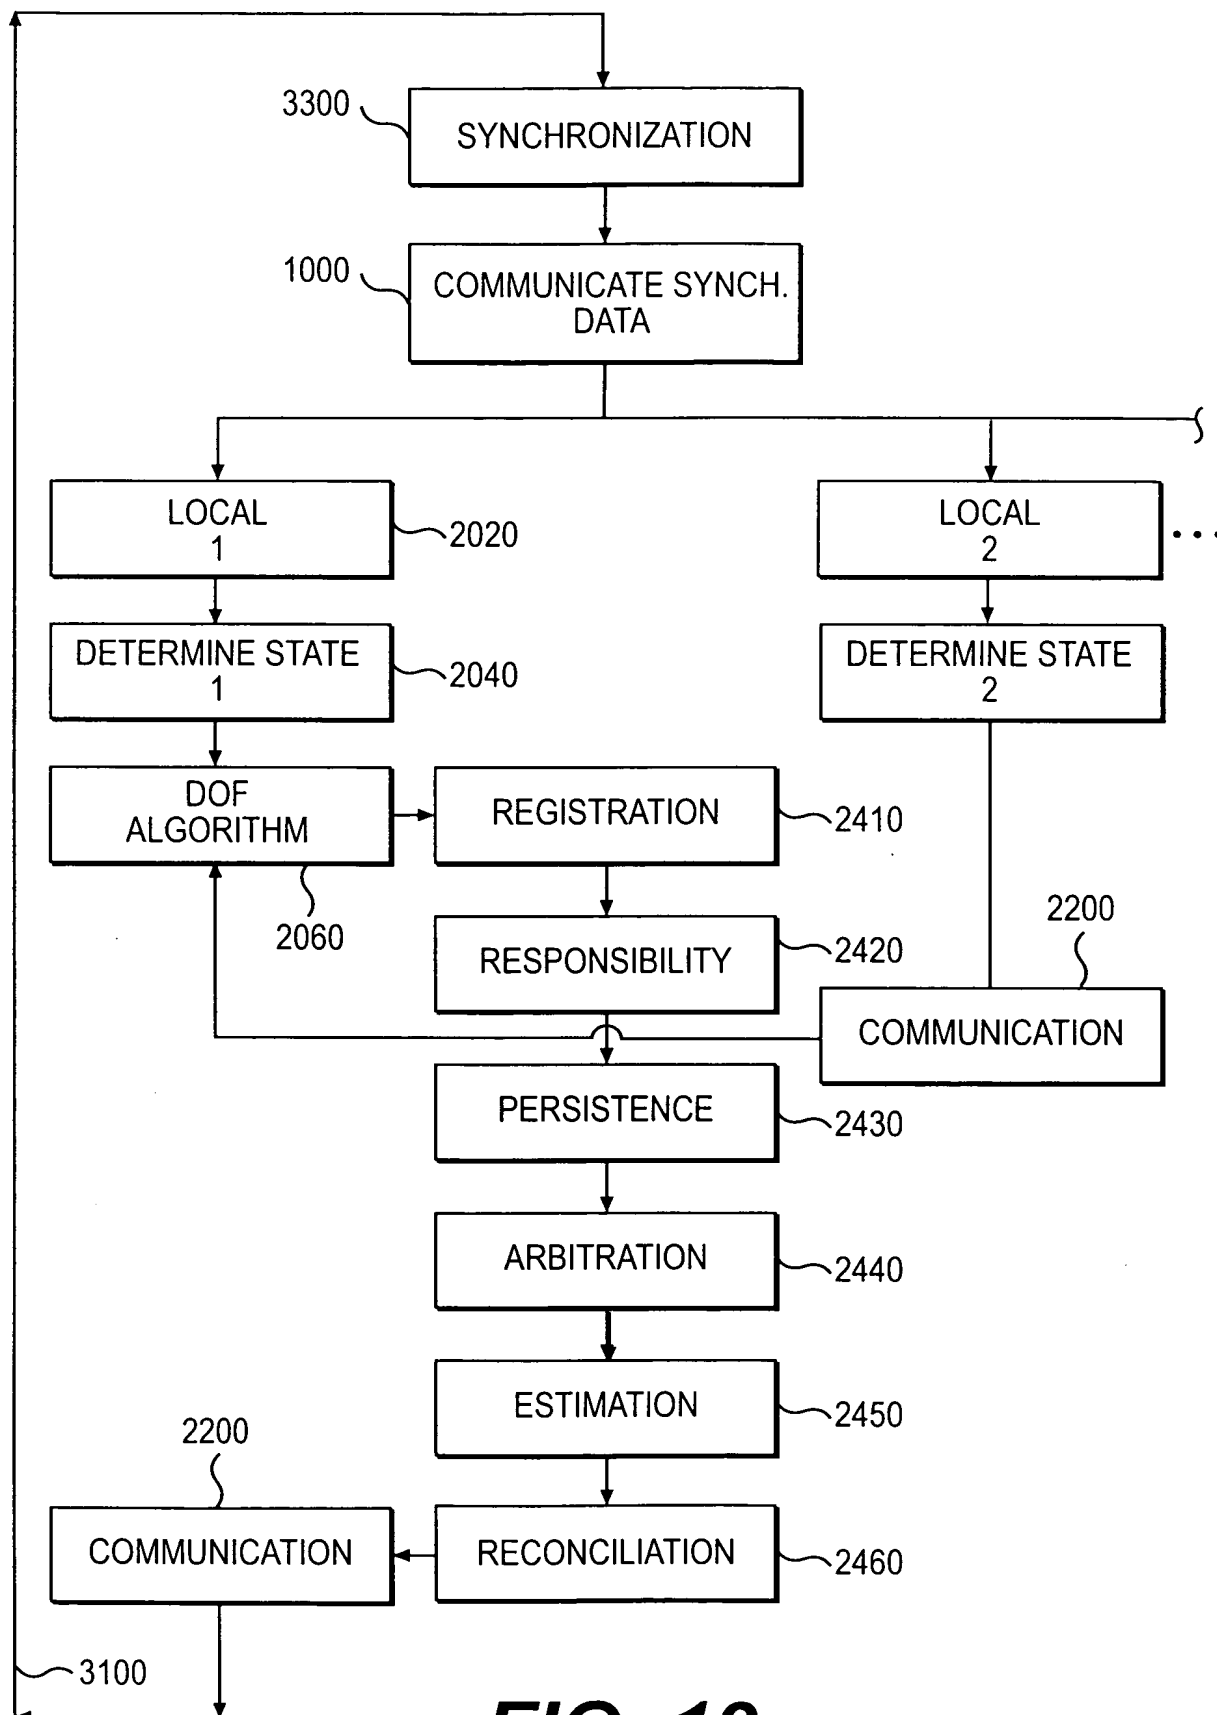 3300
SYNCHRONIZATION
1000
COMMUNICATE SYNCH.
DATA
LOCAL
1
2020
LOCAL
2
...
DETERMINE STATE
1
2040
DETERMINE STATE
2
DOF
ALGORITHM
2060
REGISTRATION
2410
RESPONSIBILITY
2420
2200
COMMUNICATION
PERSISTENCE
2430
ARBITRATION
2440
ESTIMATION
2450
2200
COMMUNICATION
RECONCILIATION
2460
3100